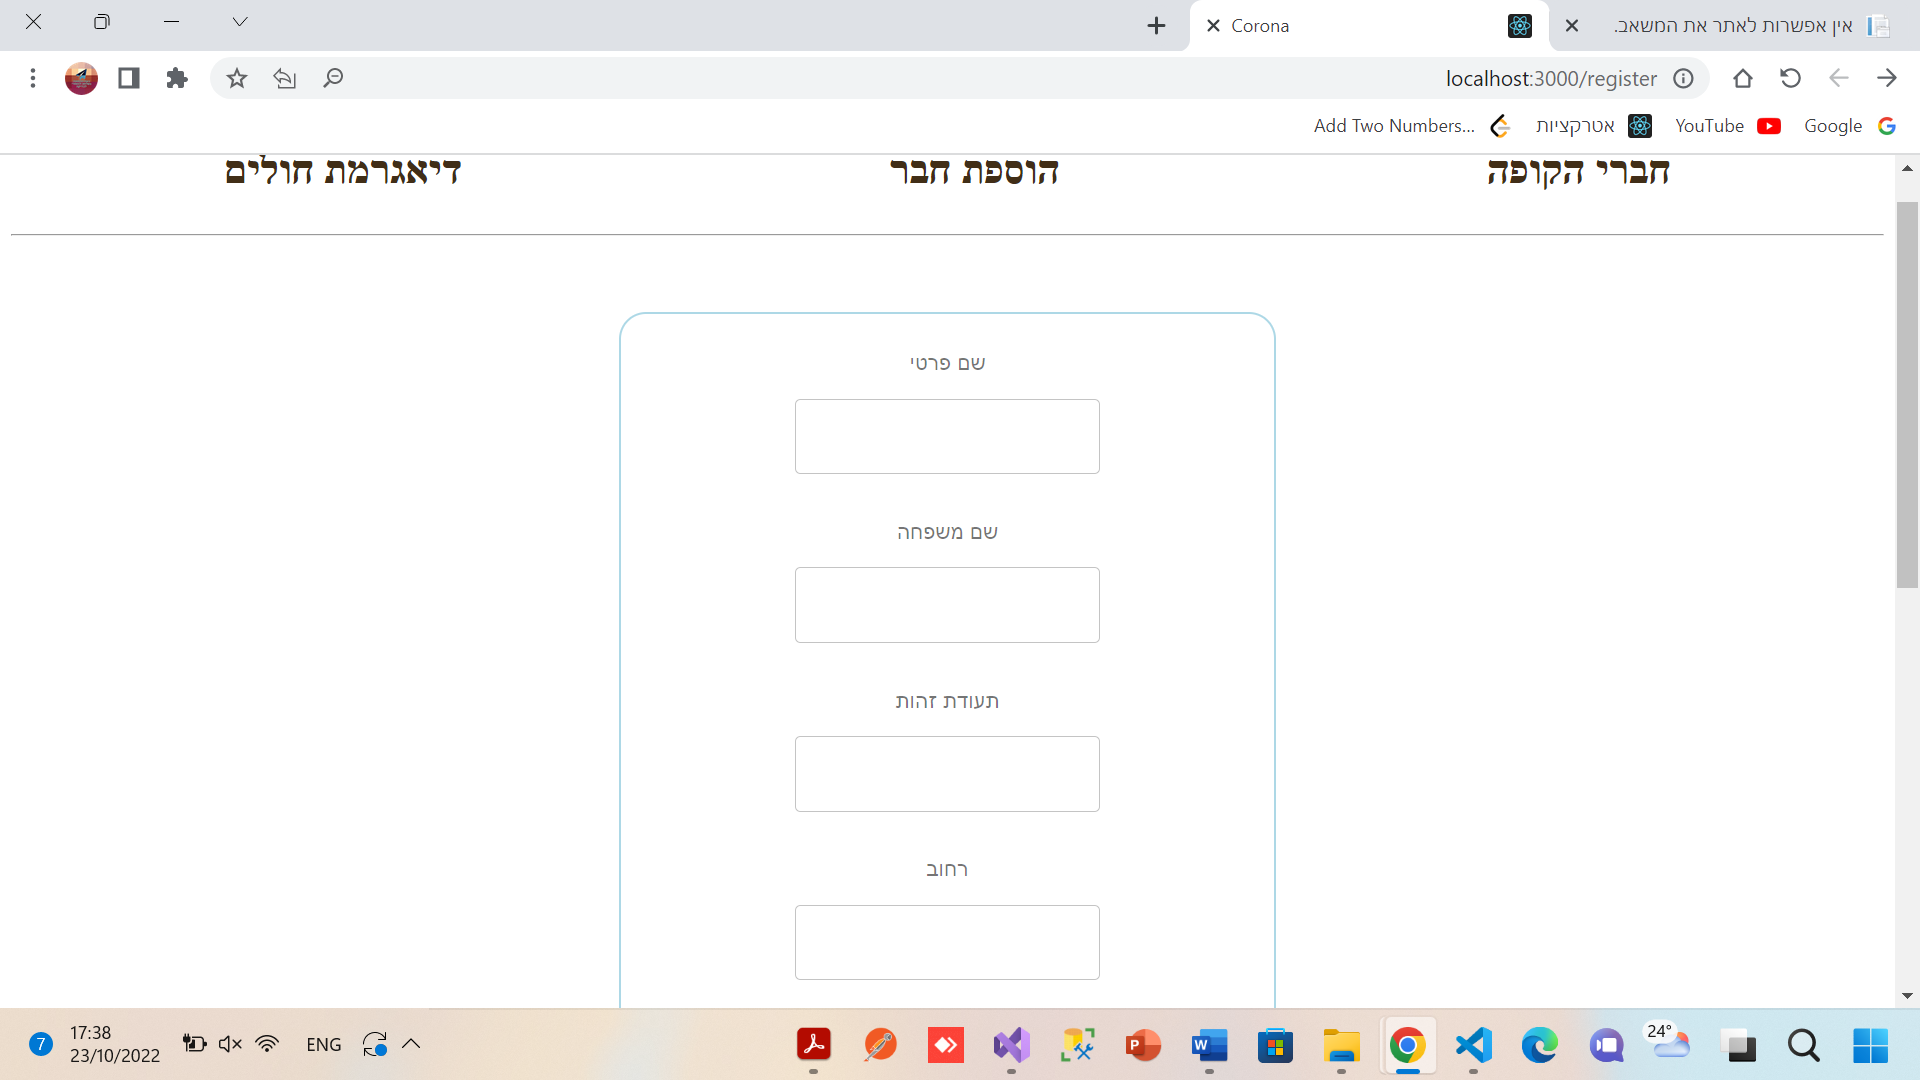 אין אפשרות לאתר את המשאב.
Corona
localhost:3000/register
Google
YouTube
אטרקציות
Add Two Numbers...
חברי הקופה
הוספת חבר
דיאגרמת חולים
שם פרטי
שם משפחה
תעודת זהות
רחוב
24°
ENG
17:38
23/10/2022
7